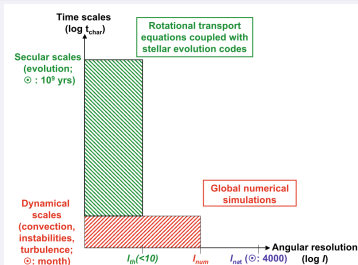 Time scales
(log t_char)
Rotational transport
equations coupled with
stellar evolution codes
Secular scales
(evolution;
☉ : 10⁹ yrs)
Global numerical
simulations
Dynamical
scales
(convection,
instabilities,
turbulence;
☉: month)
l_th(<10)
l_num
l_nat (☉: 4000)
Angular resolution
(log l)